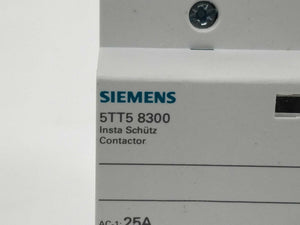 SIEMENS
5TT5 8300
Insta Schütz
Contactor
AC-1: 25A